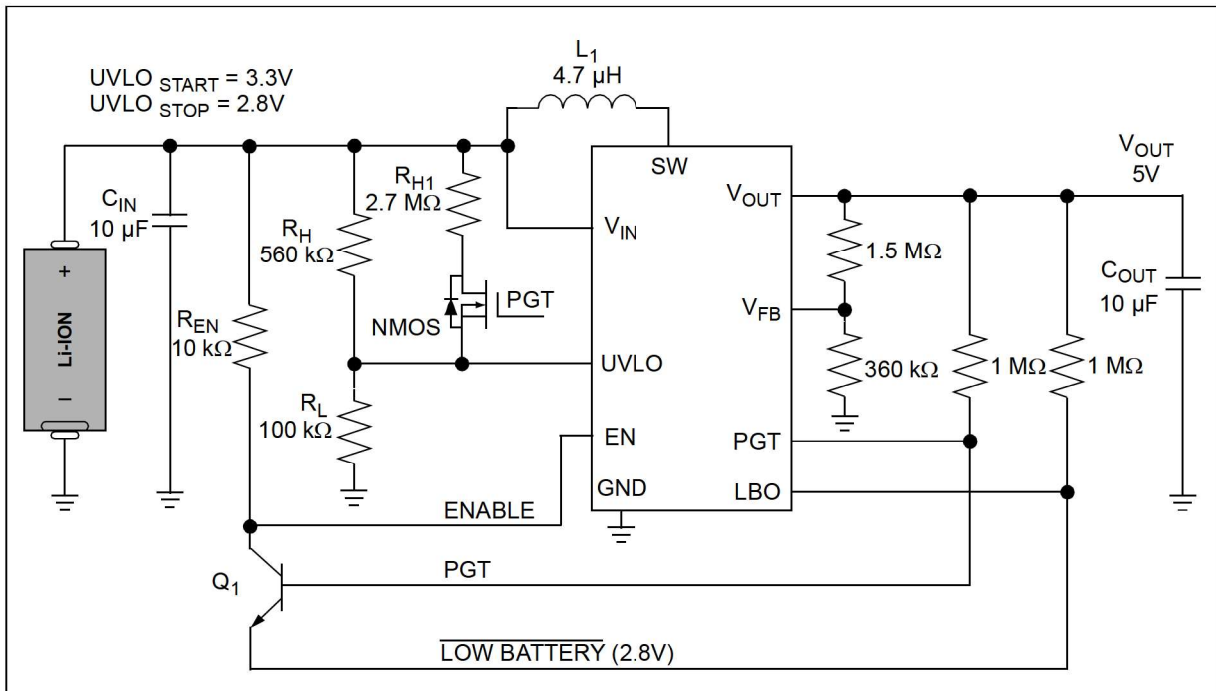 L1
4.7 µH
UVLO START = 3.3V
UVLO STOP = 2.8V
VOUT
5V
SW
VOUT
CIN
10 µF
RH1
2.7 MΩ
RH
560 kΩ
VIN
1.5 MΩ
COUT
10 µF
+
Li-ION
–
REN
10 kΩ
NMOS
PGT
VFB
360 kΩ
1 MΩ
1 MΩ
UVLO
RL
100 kΩ
EN
PGT
GND
LBO
ENABLE
Q1
PGT
LOW BATTERY (2.8V)